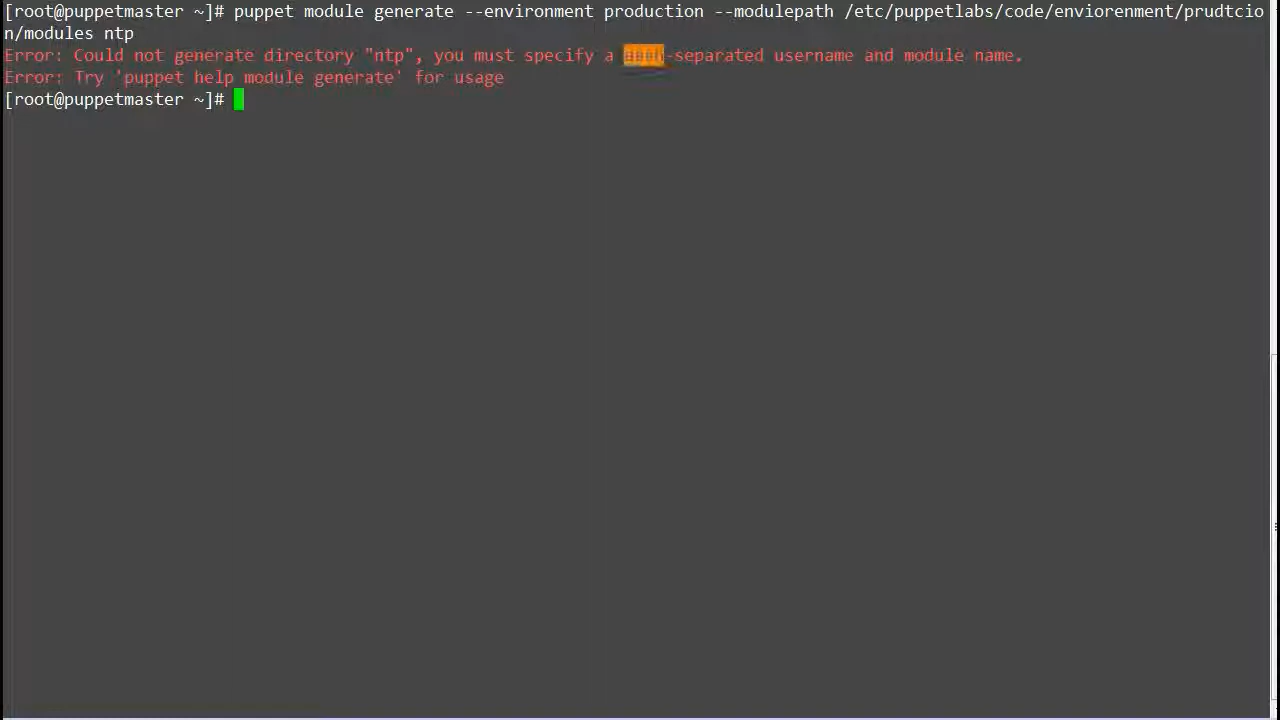 [root@puppetmaster ~]# puppet module generate --environment production --modulepath /etc/puppetlabs/code/enviorenment/prudtcio
n/modules ntp
Error: Could not generate directory "ntp", you must specify a dash-separated username and module name.
Error: Try 'puppet help module generate' for usage
[root@puppetmaster ~]#